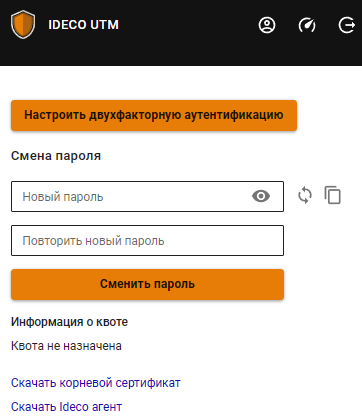 IDECO UTM
Настроить двухфакторную аутентификацию
Смена пароля
Новый пароль
Повторить новый пароль
Сменить пароль
Информация о квоте
Квота не назначена
Скачать корневой сертификат
Скачать Ideco агент